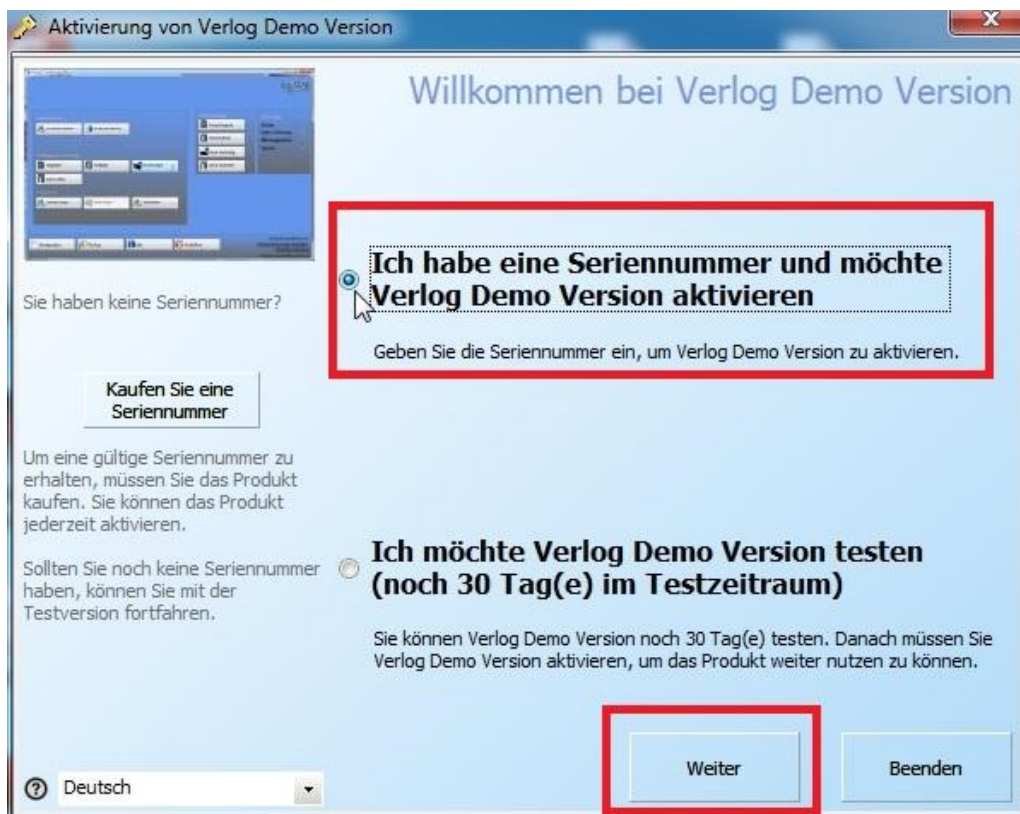 Aktivierung von Verlog Demo Version
Willkommen bei Verlog Demo Version
Sie haben keine Seriennummer?
Kaufen Sie eine
Seriennummer
Um eine gültige Seriennummer zu
erhalten, müssen Sie das Produkt
kaufen. Sie können das Produkt
jederzeit aktivieren.
Sollten Sie noch keine Seriennummer
haben, können Sie mit der
Testversion fortfahren.
Ich habe eine Seriennummer und möchte
Verlog Demo Version aktivieren
Geben Sie die Seriennummer ein, um Verlog Demo Version zu aktivieren.
Ich möchte Verlog Demo Version testen
(noch 30 Tag(e) im Testzeitraum)
Sie können Verlog Demo Version noch 30 Tag(e) testen. Danach müssen Sie
Verlog Demo Version aktivieren, um das Produkt weiter nutzen zu können.
Deutsch
Weiter
Beenden